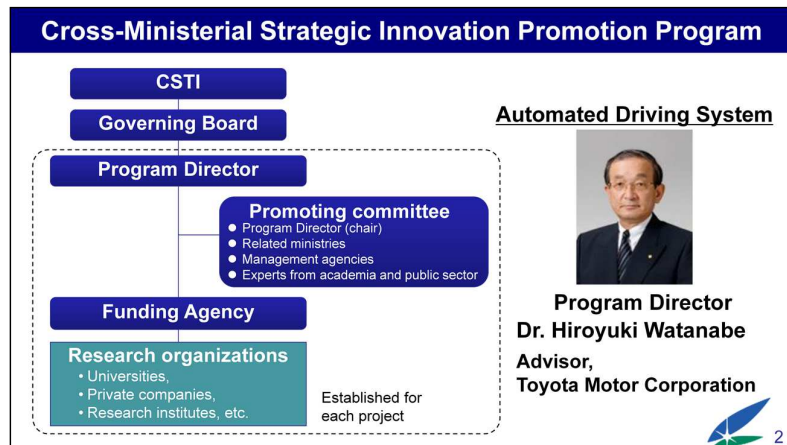 Cross-Ministerial Strategic Innovation Promotion Program
CSTI
Governing Board
Program Director
Promoting committee
● Program Director (chair)
● Related ministries
● Management agencies
● Experts from academia and public sector
Funding Agency
Research organizations
• Universities,
• Private companies,
• Research institutes, etc.
Established for
each project
Automated Driving System
Program Director
Dr. Hiroyuki Watanabe
Advisor,
Toyota Motor Corporation
2